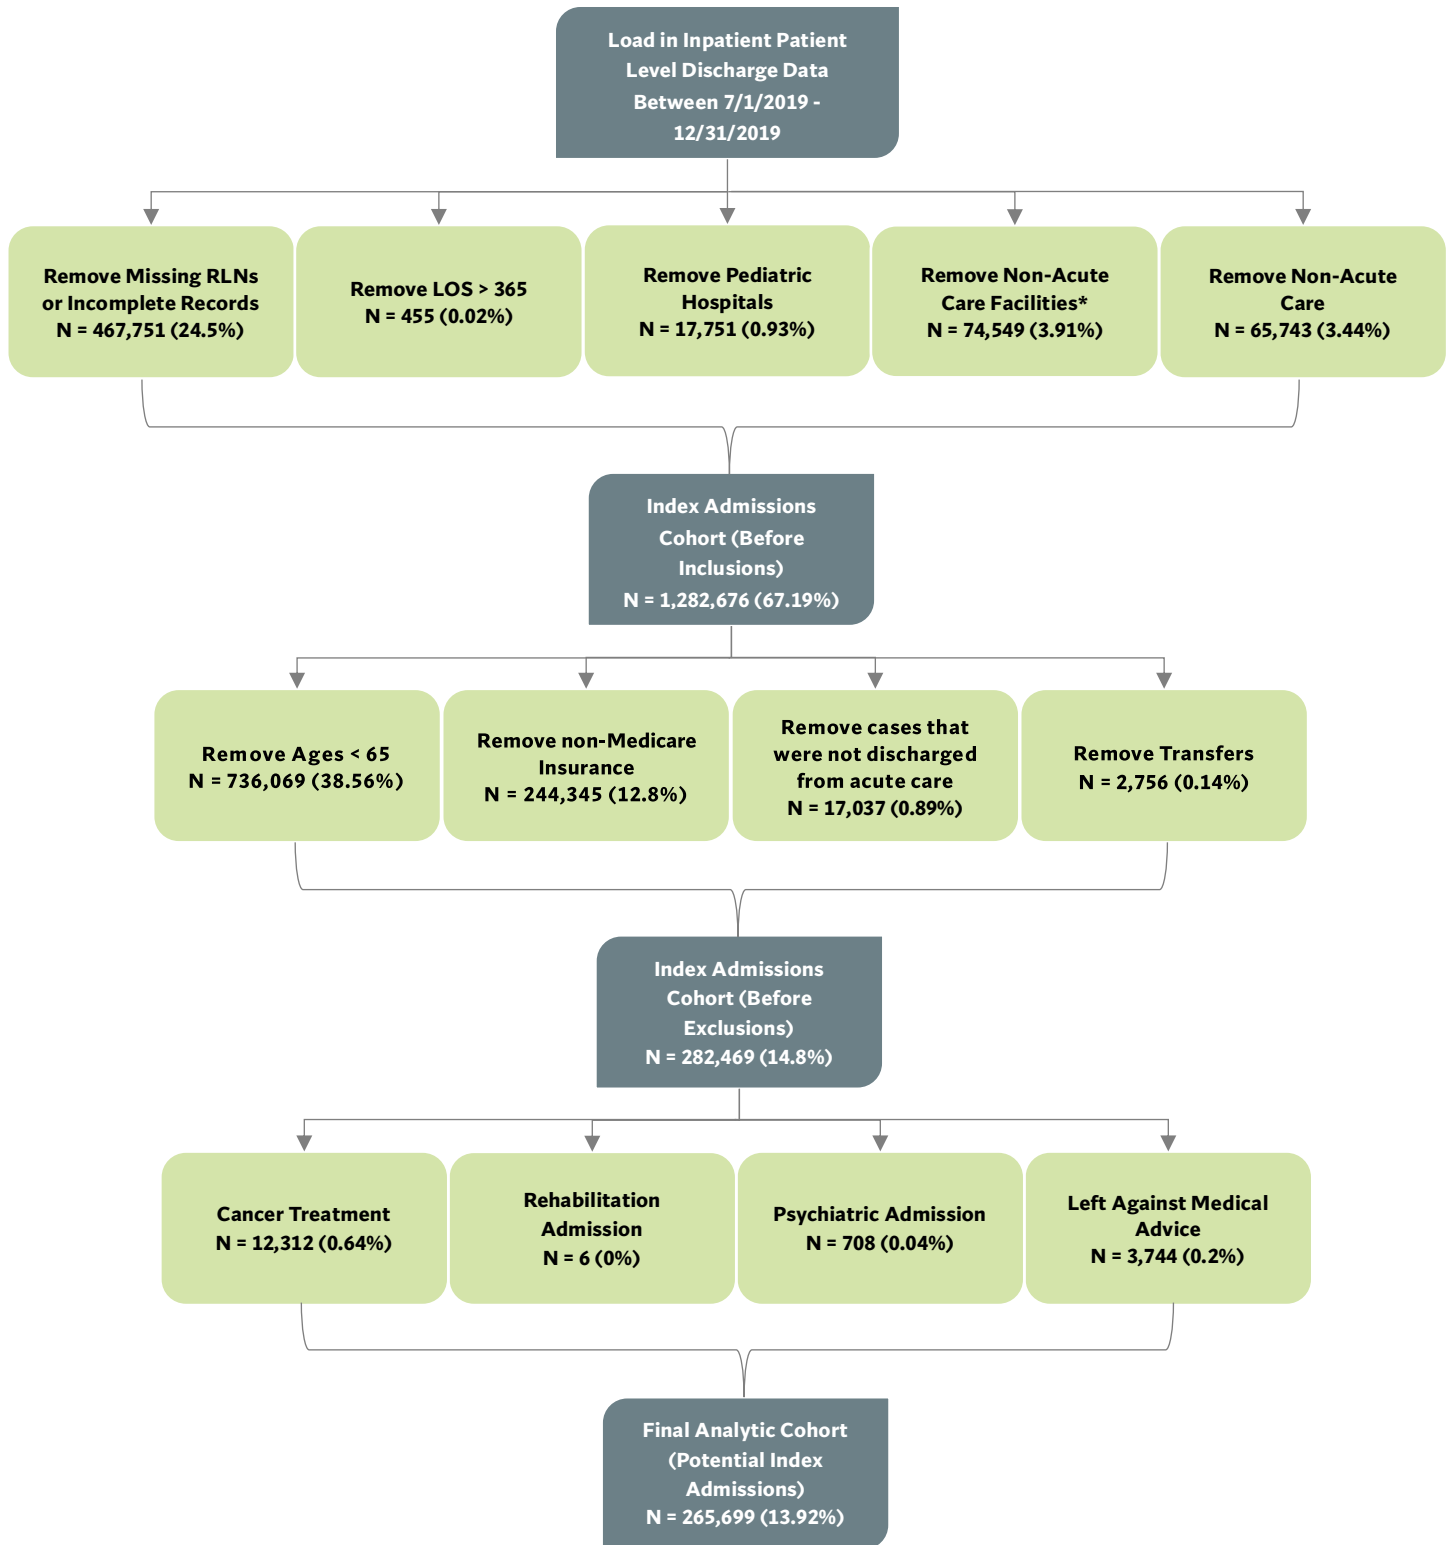 Load in Inpatient Patient
Level Discharge Data
Between 7/1/2019 -
12/31/2019
Remove Missing RLNs
or Incomplete Records
N = 467,751 (24.5%)
Remove LOS > 365
N = 455 (0.02%)
Remove Pediatric
Hospitals
N = 17,751 (0.93%)
Remove Non-Acute
Care Facilities*
N = 74,549 (3.91%)
Remove Non-Acute
Care
N = 65,743 (3.44%)
Index Admissions
Cohort (Before
Inclusions)
N = 1,282,676 (67.19%)
Remove Ages < 65
N = 736,069 (38.56%)
Remove non-Medicare
Insurance
N = 244,345 (12.8%)
Remove cases that
were not discharged
from acute care
N = 17,037 (0.89%)
Remove Transfers
N = 2,756 (0.14%)
Index Admissions
Cohort (Before
Exclusions)
N = 282,469 (14.8%)
Cancer Treatment
N = 12,312 (0.64%)
Rehabilitation
Admission
N = 6 (0%)
Psychiatric Admission
N = 708 (0.04%)
Left Against Medical
Advice
N = 3,744 (0.2%)
Final Analytic Cohort
(Potential Index
Admissions)
N = 265,699 (13.92%)